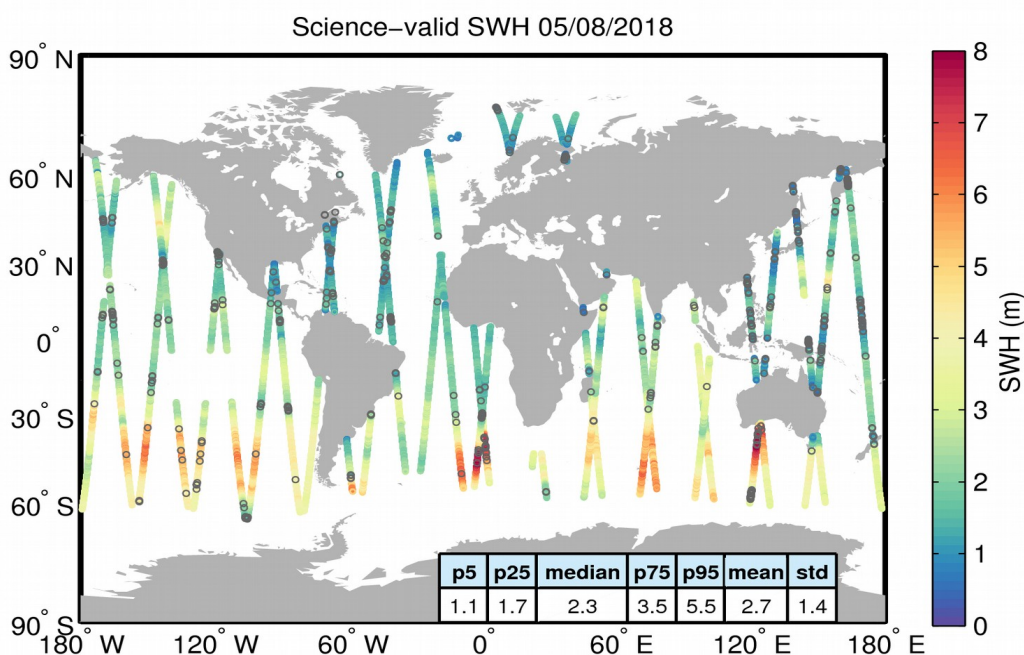 Science–valid SWH 05/08/2018
90° N
60° N
30° N
0°
30° S
60° S
90° S
180° W
120° W
60° W
0°
60° E
120° E
180° E
p5 p25 median p75 p95 mean std
1.1 1.7 2.3 3.5 5.5 2.7 1.4
8
7
6
5
4
3
2
1
0
SWH (m)